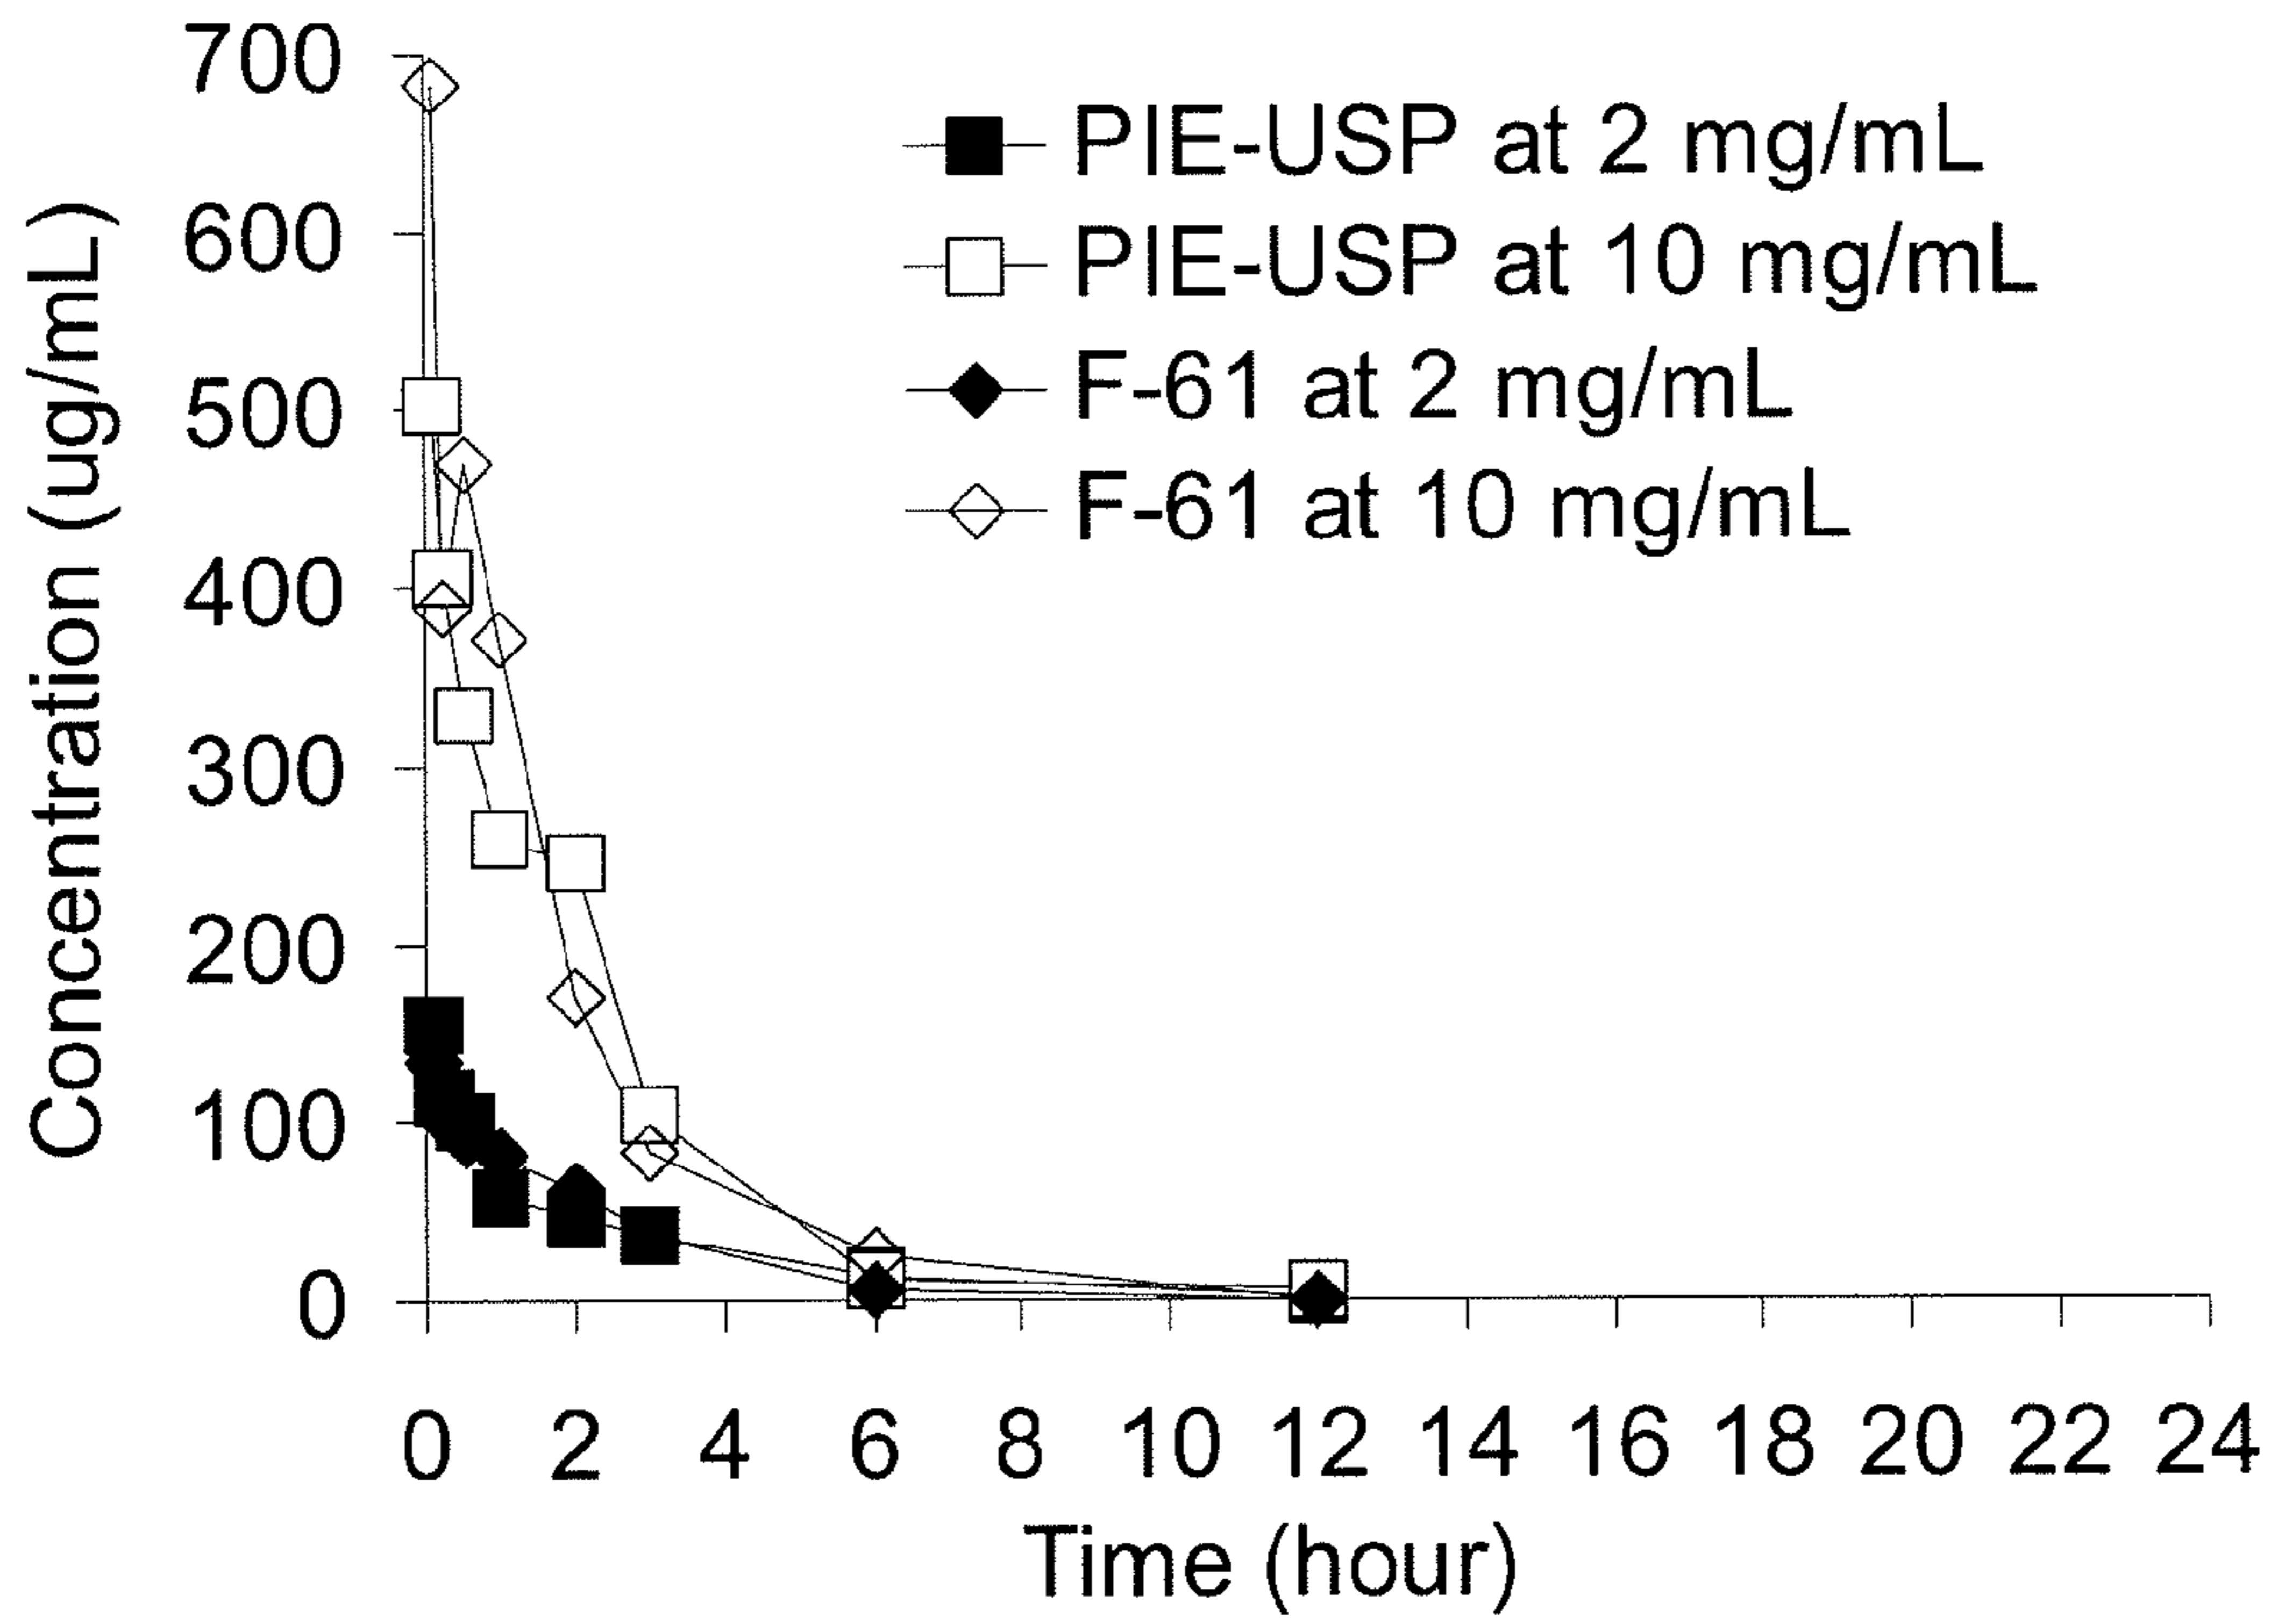 Concentration (ug/mL)
700
600
500
400
300
200
100
0
PIE-USP at 2 mg/mL
PIE-USP at 10 mg/mL
F-61 at 2 mg/mL
F-61 at 10 mg/mL
0 2 4 6 8 10 12 14 16 18 20 22 24
Time (hour)